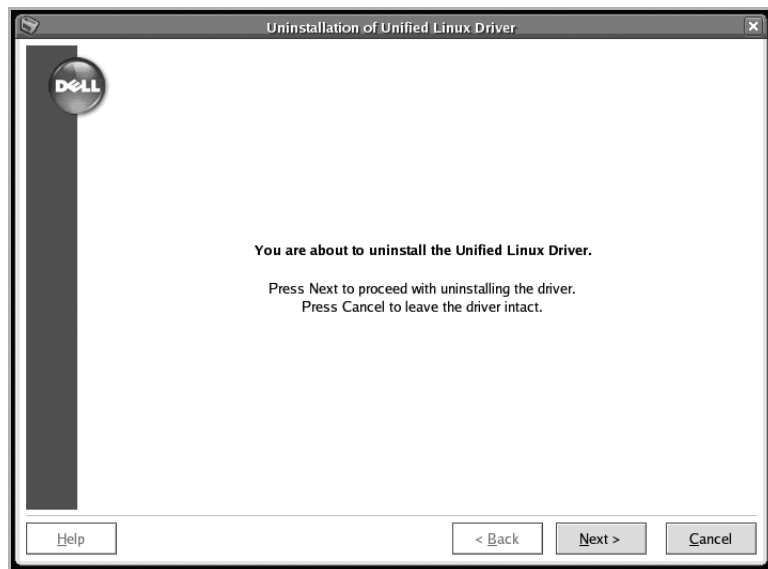 Uninstallation of Unified Linux Driver
DELL
You are about to uninstall the Unified Linux Driver.
Press Next to proceed with uninstalling the driver.
Press Cancel to leave the driver intact.
Help
< Back
Next >
Cancel